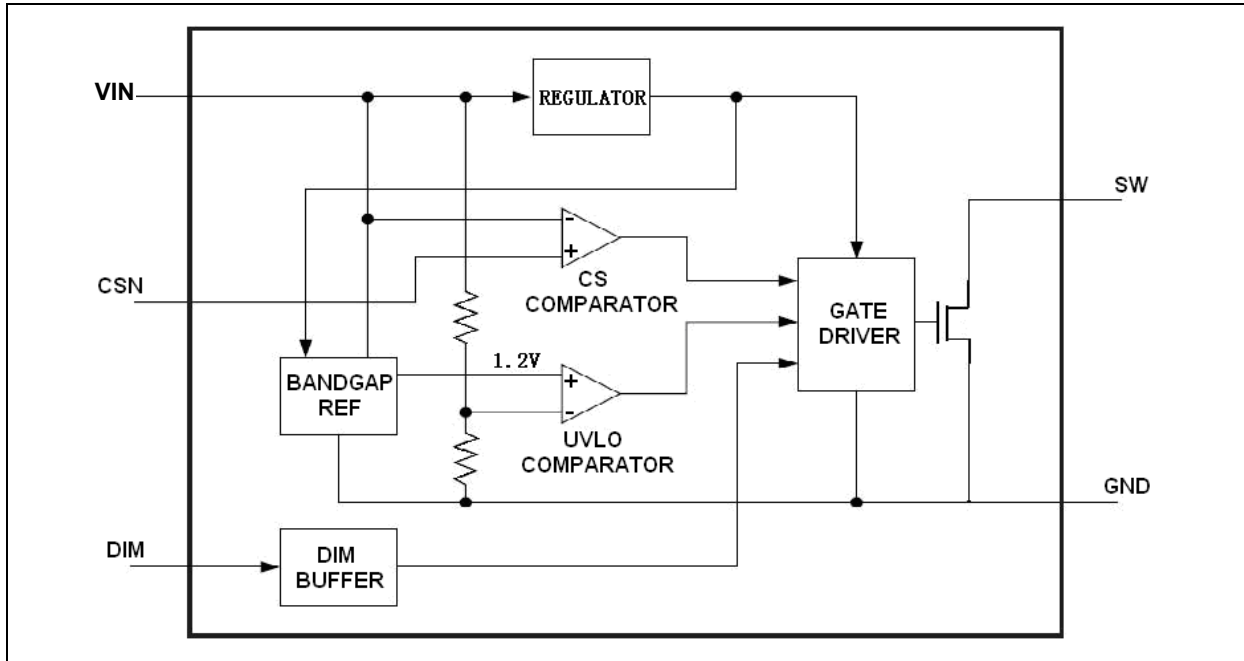 VIN
REGULATOR
SW
-
+
CS
COMPARATOR
CSN
GATE
DRIVER
1.2V
BANDGAP
REF
+
-
UVLO
COMPARATOR
GND
DIM
DIM
BUFFER